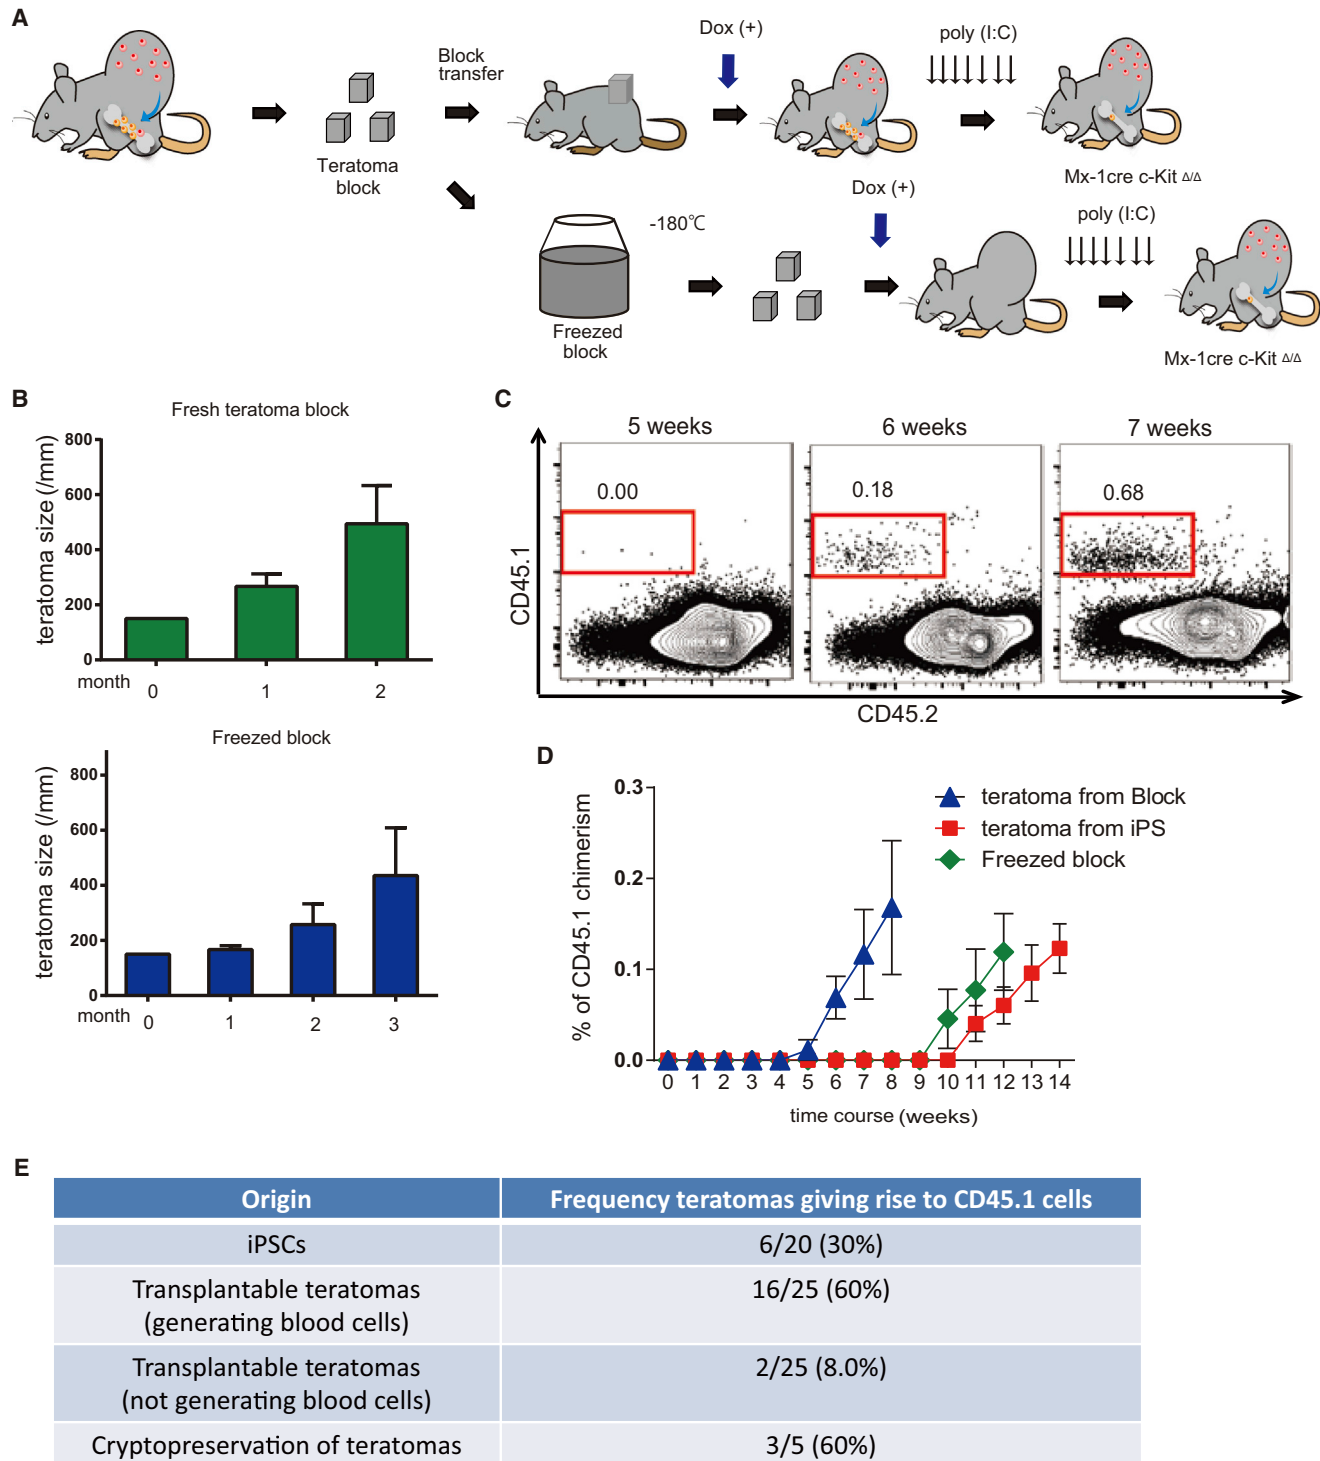 A
Block
transfer
Dox (+)
poly (I:C)
Teratoma
block
Mx-1cre c-Kit Δ/Δ
Dox (+)
-180℃
poly (I:C)
Freezed
block
Mx-1cre c-Kit Δ/Δ
B
Fresh teratoma block
teratoma size (/mm)
800
600
400
200
0
month
0 1 2
Freezed block
teratoma size (/mm)
800
600
400
200
0
month
0 1 2 3
C
5 weeks 6 weeks 7 weeks
0.00 0.18 0.68
CD45.1
CD45.2
D
% of CD45.1 chimerism
0.3
0.2
0.1
0.0
teratoma from Block
teratoma from iPS
Freezed block
0 1 2 3 4 5 6 7 8 9 10 11 12 13 14
time course (weeks)
E
Origin Frequency teratomas giving rise to CD45.1 cells
iPSCs 6/20 (30%)
Transplantable teratomas 16/25 (60%)
(generating blood cells)
Transplantable teratomas 2/25 (8.0%)
(not generating blood cells)
Cryptopreservation of teratomas 3/5 (60%)